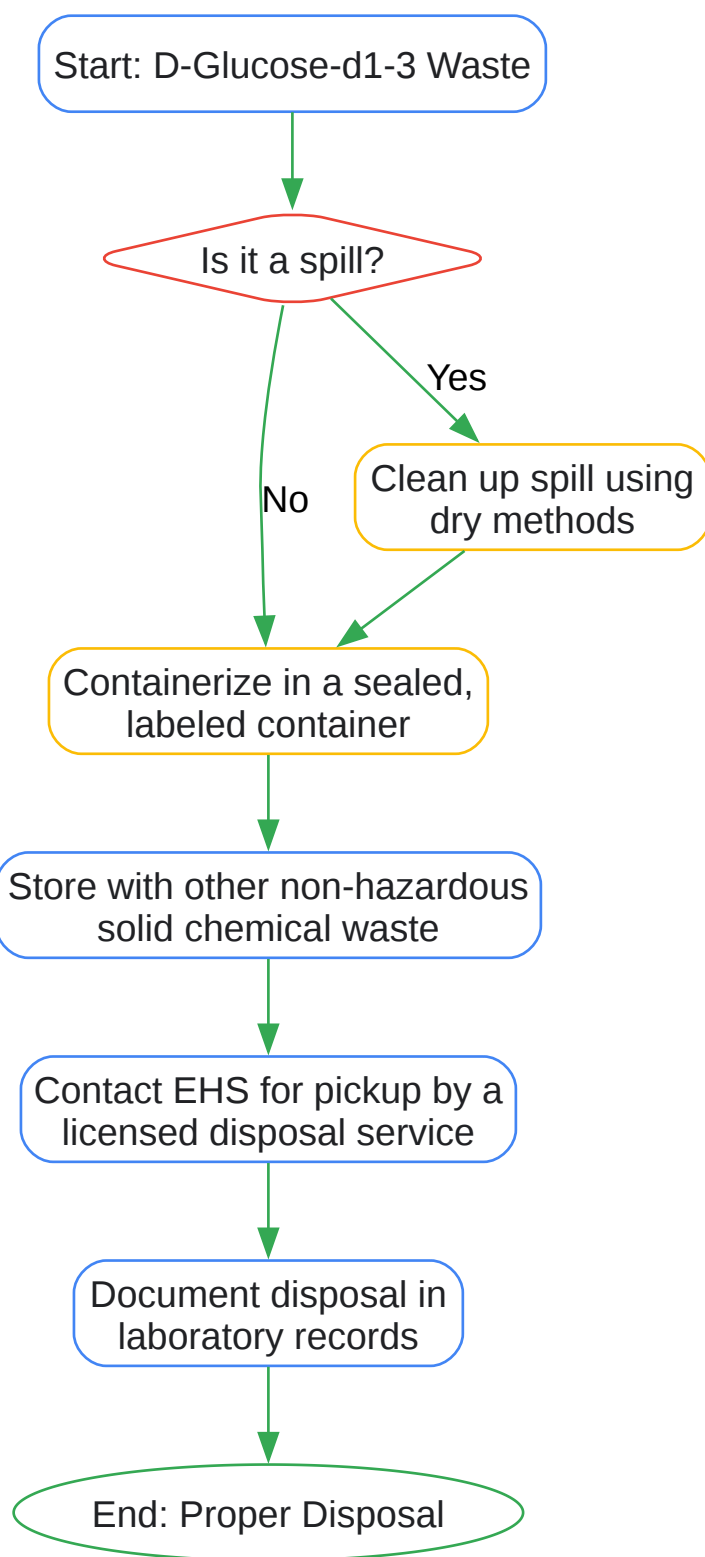 Start: D-Glucose-d1-3 Waste
Is it a spill?
Yes
Clean up spill using
dry methods
No
Containerize in a sealed,
labeled container
Store with other non-hazardous
solid chemical waste
Contact EHS for pickup by a
licensed disposal service
Document disposal in
laboratory records
End: Proper Disposal